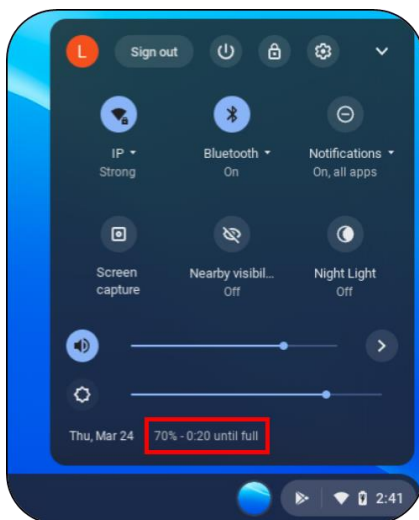 L Sign out
IP Bluetooth Notifications
Strong On On, all apps
Screen capture Nearby visibil... Night Light
Off Off
Thu, Mar 24 70% - 0:20 until full
2:41